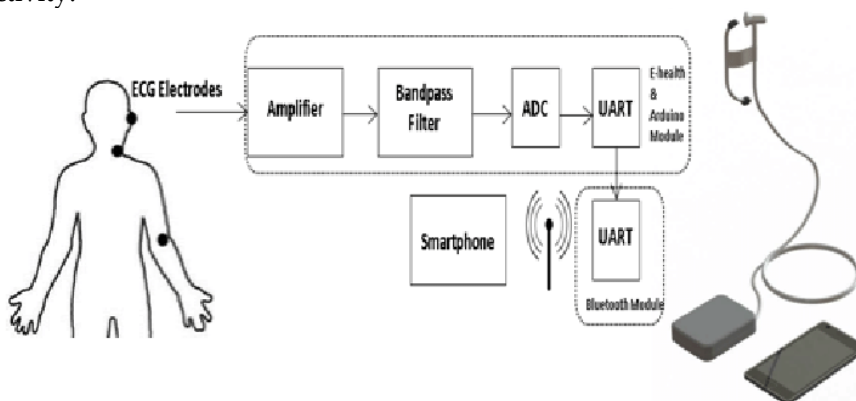 ECG Electrodes
Amplifier
Bandpass
Filter
ADC
UART
E-health
&
Arduino
Module
Smartphone
UART
Bluetooth Module